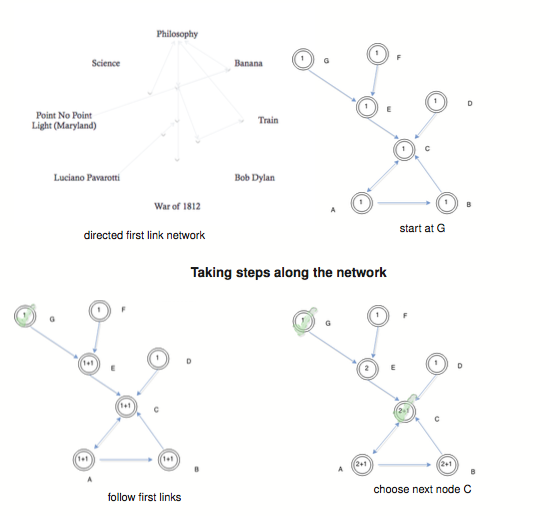 Philosophy
Science
Banana
Point No Point
Light (Maryland)
Train
Luciano Pavarotti
Bob Dylan
War of 1812
directed first link network
1
G
1
F
1
E
1
D
1
C
1
A
1
B
start at G
Taking steps along the network
1
G
1
F
1+1
E
1
D
1+1
C
1+1
A
1+1
B
follow first links
1
G
1
F
2
E
1
D
2+1
C
2+1
A
2+1
B
choose next node C